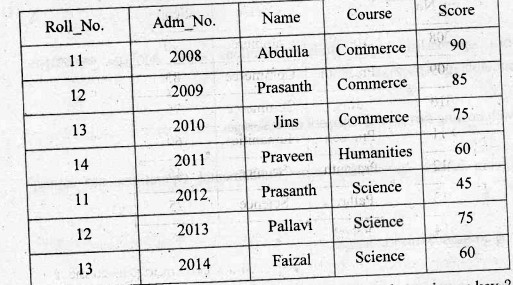 Roll_No. Adm_No. Name Course Score
11 2008 Abdulla Commerce 90
12 2009 Prasanth Commerce 85
13 2010 Jins Commerce 75
14 2011 Praveen Humanities 60
11 2012 Prasanth Science 45
12 2013 Pallavi Science 75
13 2014 Faizal Science 60
key ?